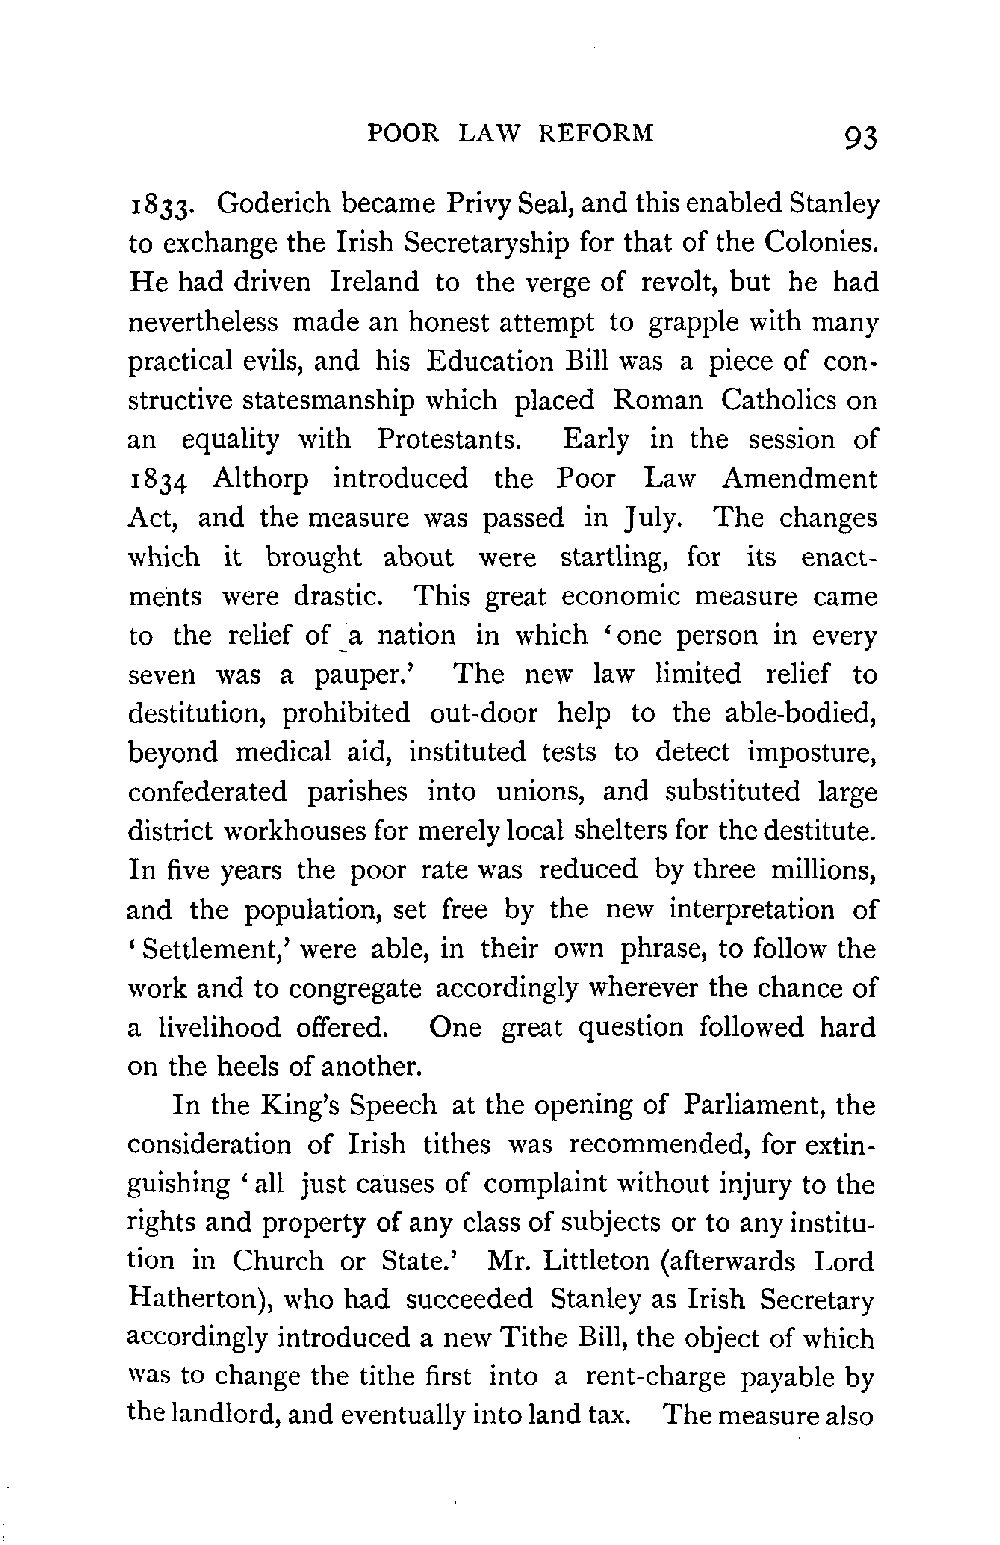 POOR LAW REFORM 93
1833. Goderich became Privy Seal, and this enabled Stanley
to exchange the Irish Secretaryship for that of the Colonies.
He had driven Ireland to the verge of revolt, but he had
nevertheless made an honest attempt to grapple with many
practical evils, and his Education Bill was a piece of con-
structive statesmanship which placed Roman Catholics on
an equality with Protestants. Early in the session of
1834 Althorp introduced the Poor Law Amendment
Act, and the measure was passed in July. The changes
which it brought about were startling, for its enact-
ments were drastic. This great economic measure came
to the relief of a nation in which ‘one person in every
seven was a pauper.’ The new law limited relief to
destitution, prohibited out-door help to the able-bodied,
beyond medical aid, instituted tests to detect imposture,
confederated parishes into unions, and substituted large
district workhouses for merely local shelters for the destitute.
In five years the poor rate was reduced by three millions,
and the population, set free by the new interpretation of
‘Settlement,’ were able, in their own phrase, to follow the
work and to congregate accordingly wherever the chance of
a livelihood offered. One great question followed hard
on the heels of another.
In the King’s Speech at the opening of Parliament, the
consideration of Irish tithes was recommended, for extin-
guishing ‘all just causes of complaint without injury to the
rights and property of any class of subjects or to any institu-
tion in Church or State.’ Mr. Littleton (afterwards Lord
Hatherton), who had succeeded Stanley as Irish Secretary
accordingly introduced a new Tithe Bill, the object of which
was to change the tithe first into a rent-charge payable by
the landlord, and eventually into land tax. The measure also